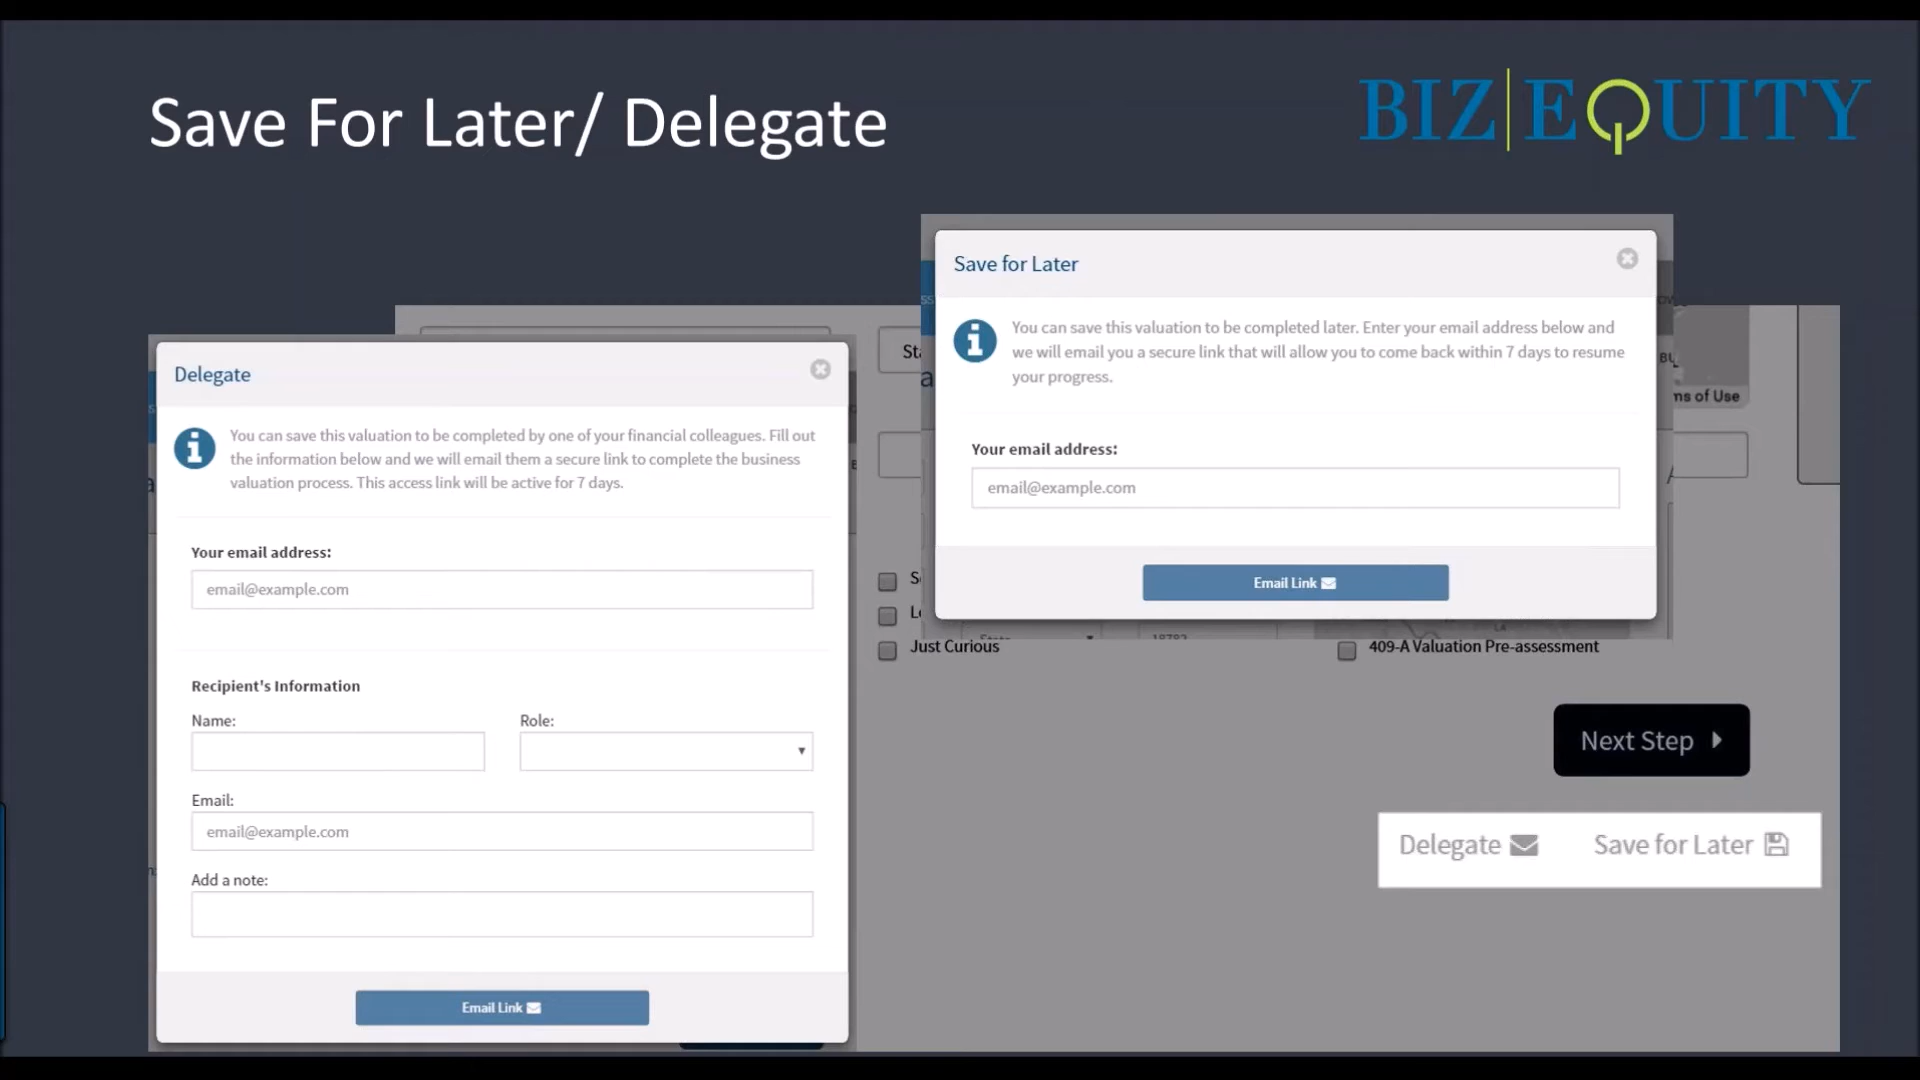 Save For Later/ Delegate
BIZ|EQUITY
Save for Later
You can save this valuation to be completed later. Enter your email address below and
we will email you a secure link that will allow you to come back within 7 days to resume
your progress.
Your email address:
email@example.com
Email Link
Delegate
You can save this valuation to be completed by one of your financial colleagues. Fill out
the information below and we will email them a secure link to complete the business
valuation process. This access link will be active for 7 days.
Your email address:
email@example.com
Recipient's Information
Name:
Role:
Email:
email@example.com
Add a note:
Email Link
ms of Use
Just Curious
409-A Valuation Pre-assessment
Next Step
Delegate
Save for Later